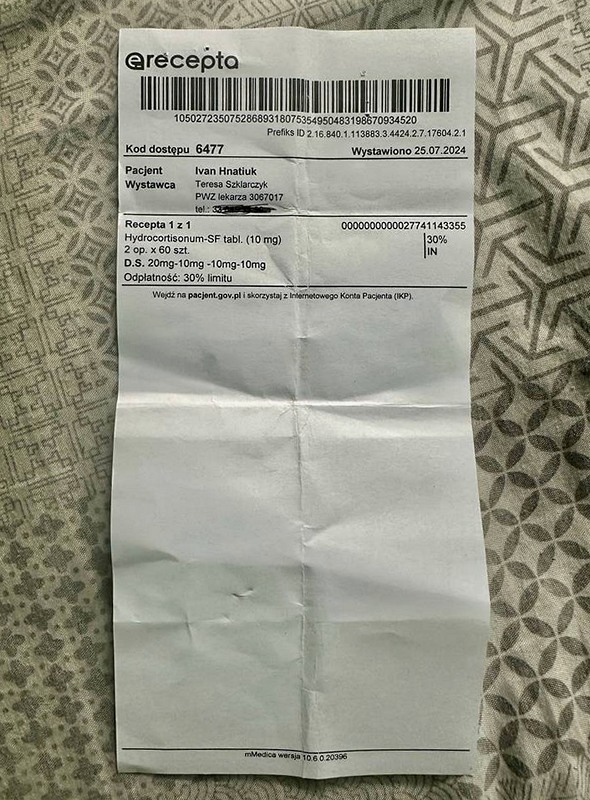 erecepta
10502723507528689318075354950483198670934520
Prefiks ID 2.16.840.1.113883.3.4424.2.7.17604.2.1
Kod dostępu 6477 Wystawiono 25.07.2024
Pacjent Ivan Hnatiuk
Wystawca Teresa Szklarczyk
PWZ lekarza 3067017
tel.:
Recepta 1 z 1 0000000000027741143355
Hydrocortisonum-SF tabl. (10 mg) 30%
2 op. x 60 szt. IN
D.S. 20mg-10mg -10mg-10mg
Odpłatność: 30% limitu
Wejdź na pacjent.gov.pl i skorzystaj z Internetowego Konta Pacjenta (IKP).
mMedica wersja 10.6.0.20396